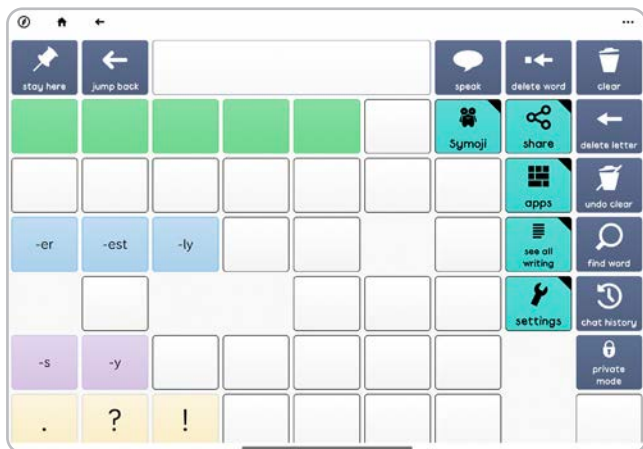 stay here
jump back
speak
delete word
clear
Symoji
share
delete letter
apps
undo clear
-er
-est
-ly
see all
writing
find word
settings
chat history
-s
-y
private
mode
.
?
!